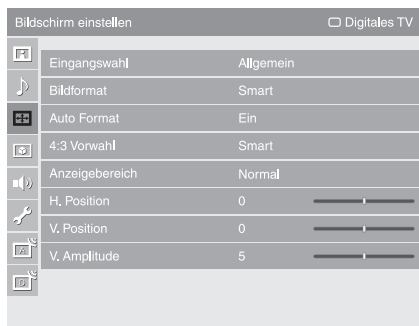 Bildschirm einstellen Digitales TV
Eingangswahl Allgemein
Bildformat Smart
Auto Format Ein
4:3 Vorwahl Smart
Anzeigebereich Normal
H. Position 0
V. Position 0
V. Amplitude 5
A
D